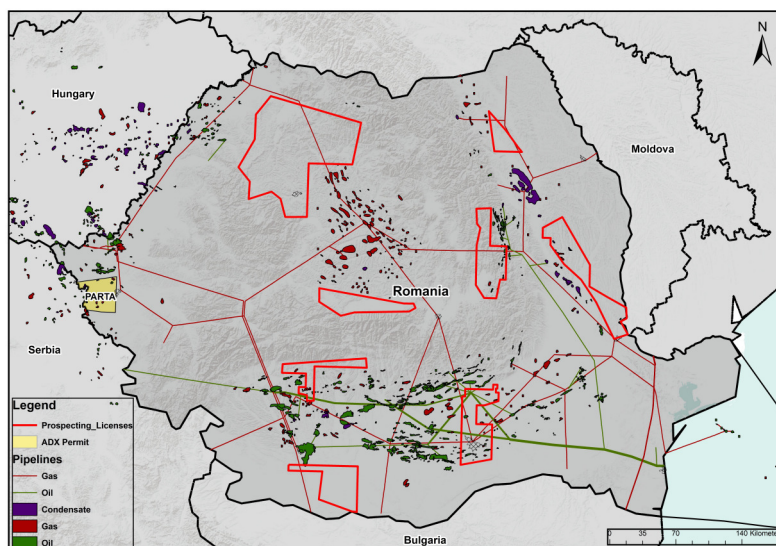 N
Hungary
Moldova
Romania
PARTA
Serbia
Legend
Prospecting_Licenses
ADX Permit
Pipelines
Gas
Oil
Condensate
Gas
Oil
Bulgaria
0 35 70 140 Kilomete